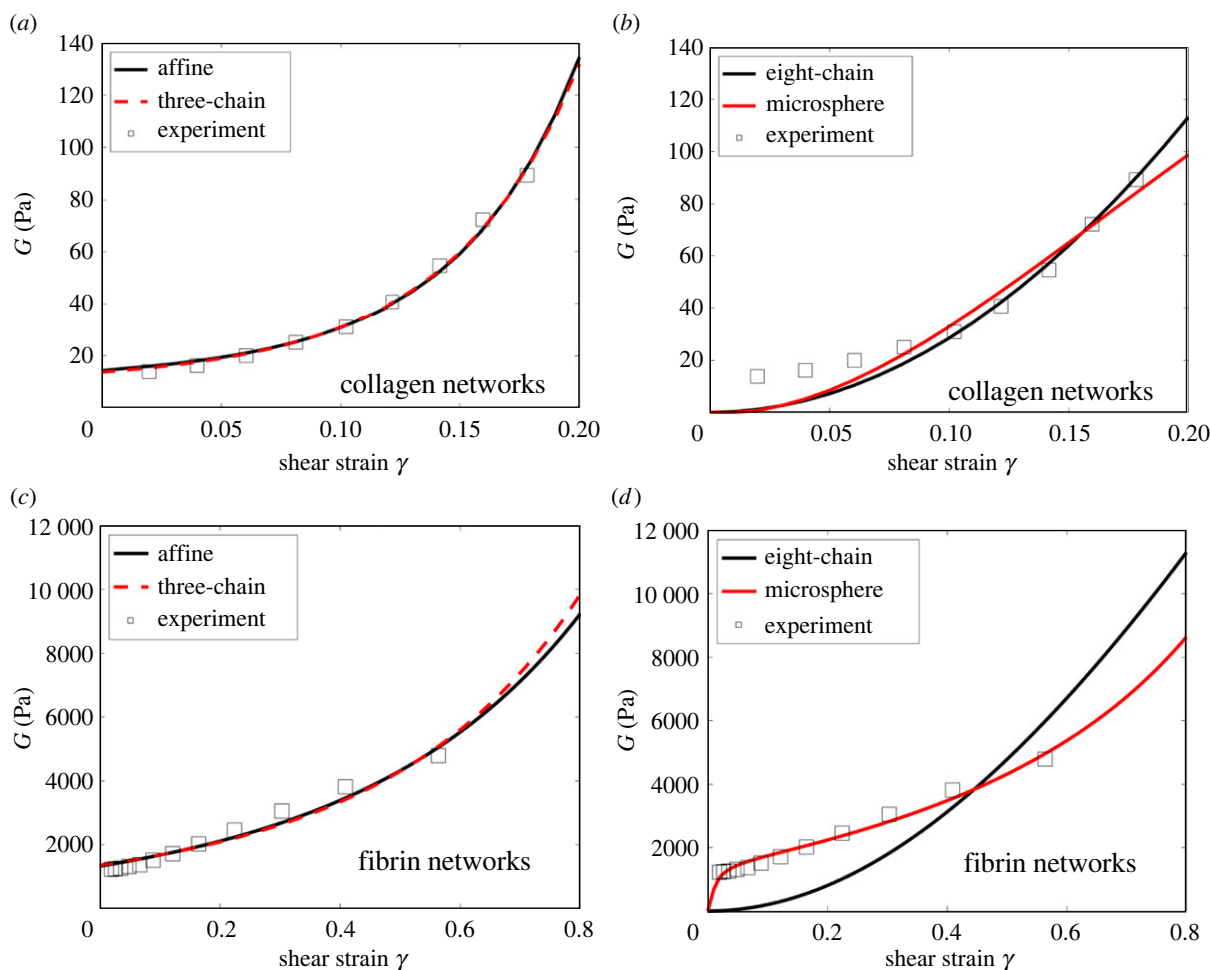 (a)
140
120
100
80
60
40
20
G (Pa)
affine
three-chain
experiment
collagen networks
0 0.05 0.10 0.15 0.20
shear strain γ
(b)
140
120
100
80
60
40
20
G (Pa)
eight-chain
microsphere
experiment
collagen networks
0 0.05 0.10 0.15 0.20
shear strain γ
(c)
12 000
10 000
8000
6000
4000
2000
G (Pa)
affine
three-chain
experiment
fibrin networks
0 0.2 0.4 0.6 0.8
shear strain γ
(d)
12 000
10 000
8000
6000
4000
2000
G (Pa)
eight-chain
microsphere
experiment
fibrin networks
0 0.2 0.4 0.6 0.8
shear strain γ